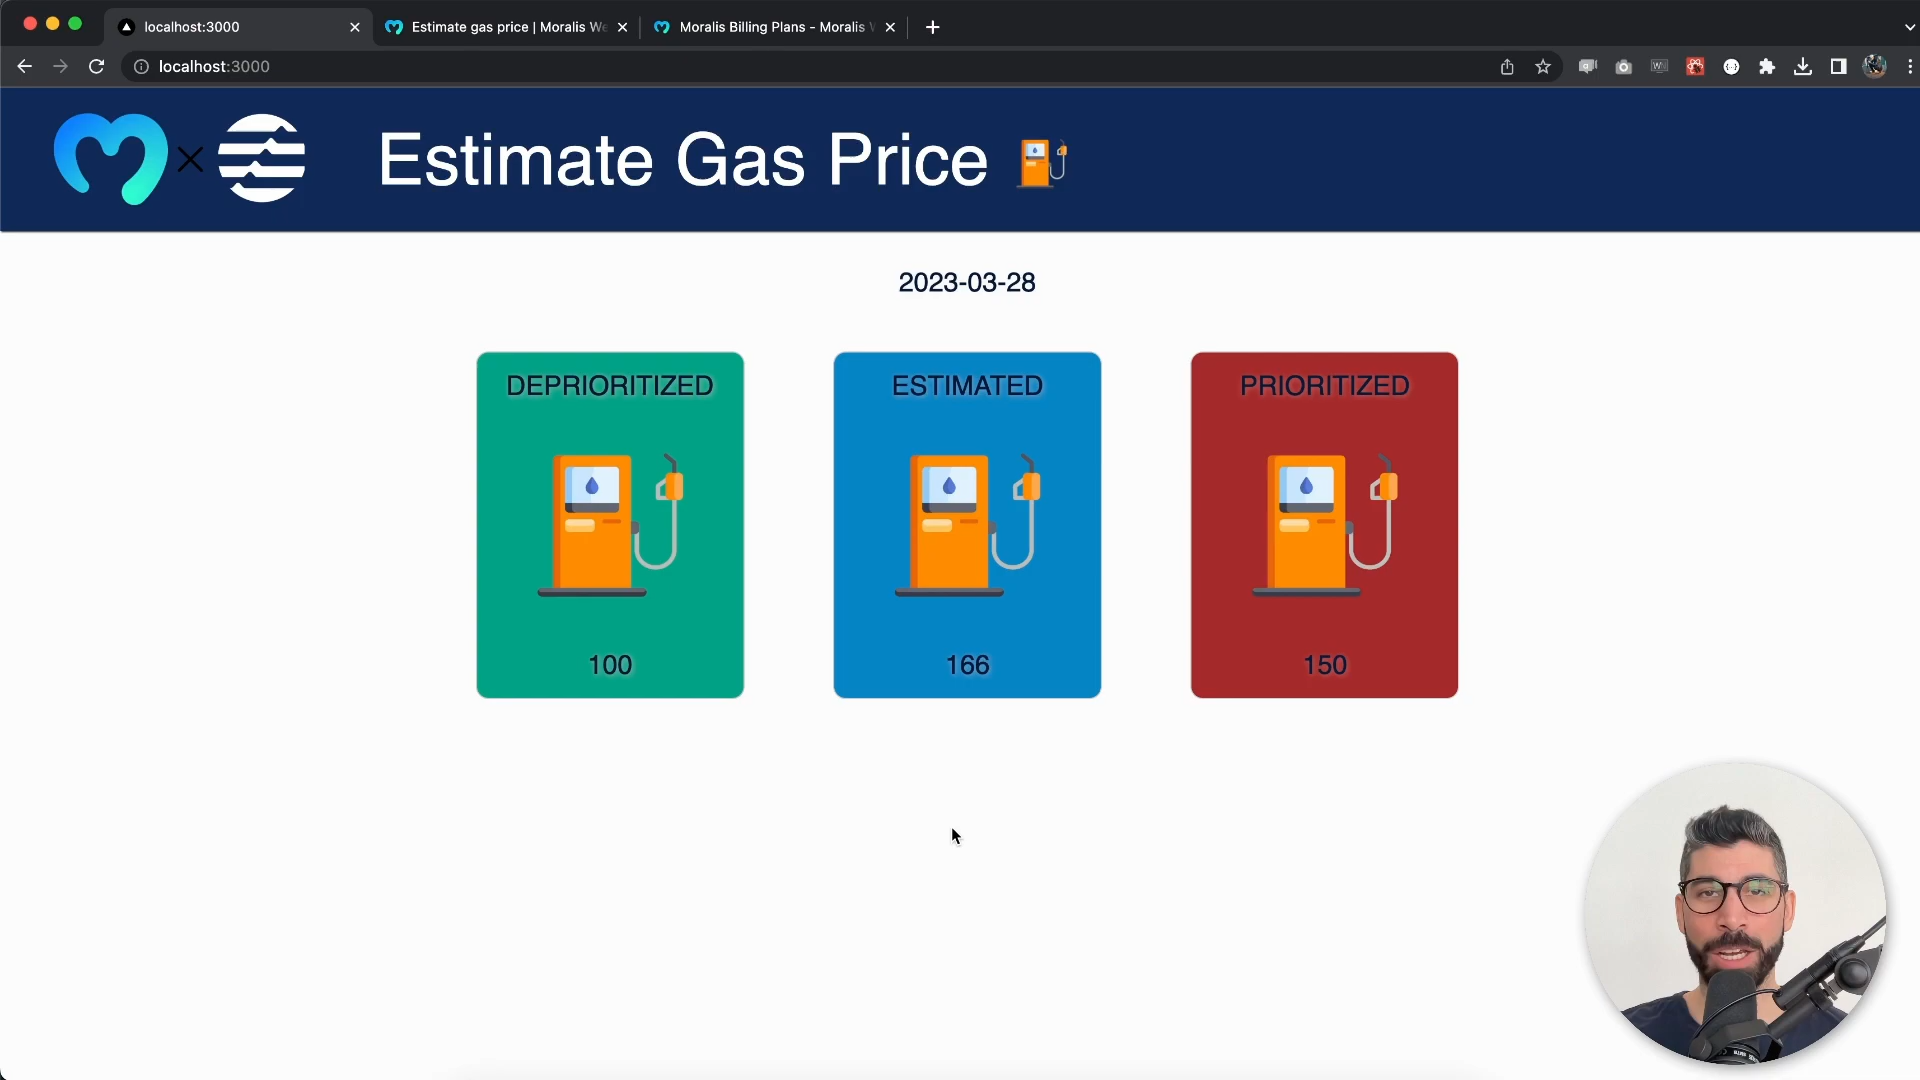 localhost:3000
Estimate gas price | Moralis We
Moralis Billing Plans - Moralis
localhost:3000
Estimate Gas Price
2023-03-28
DEPRIORITIZED
ESTIMATED
PRIORITIZED
100
166
150